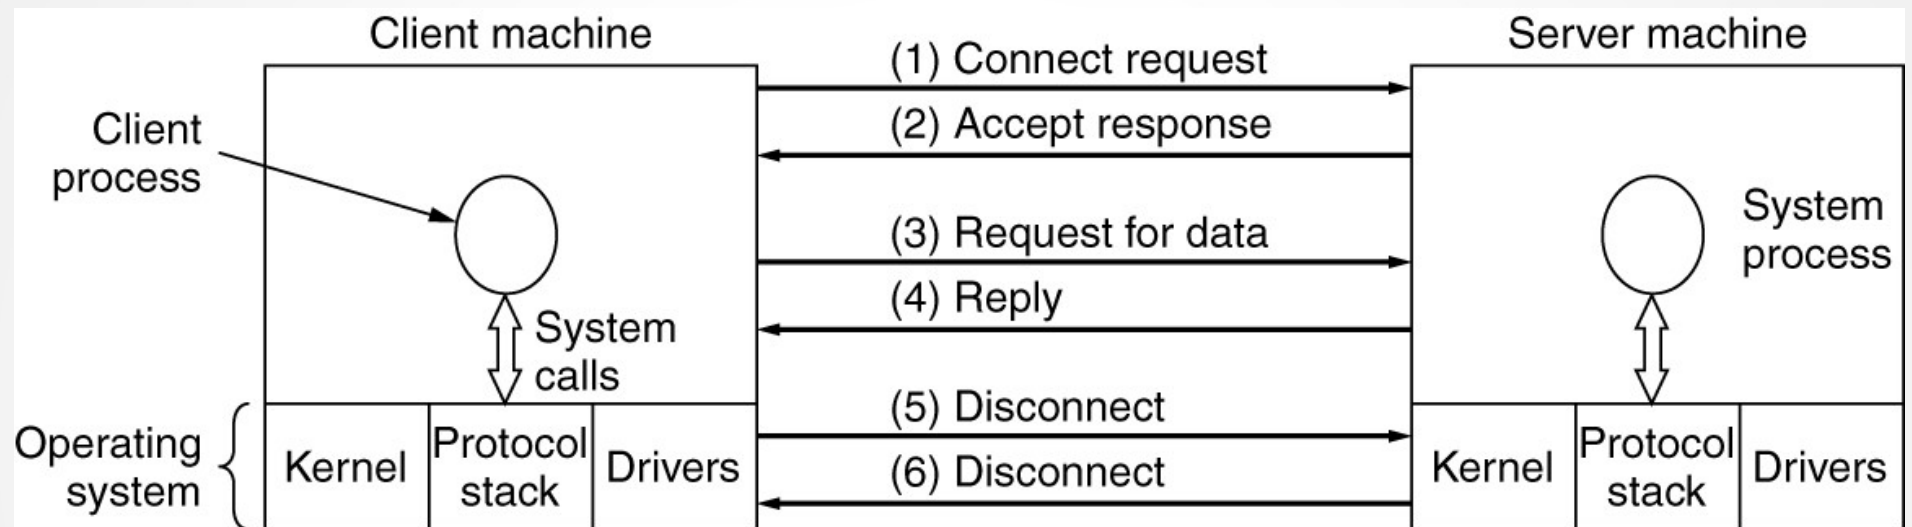 Client machine
Server machine
(1) Connect request
(2) Accept response
Client
process
(3) Request for data
System
process
(4) Reply
System
calls
(5) Disconnect
Operating
system
Kernel
Protocol
stack
Drivers
(6) Disconnect
Kernel
Protocol
stack
Drivers